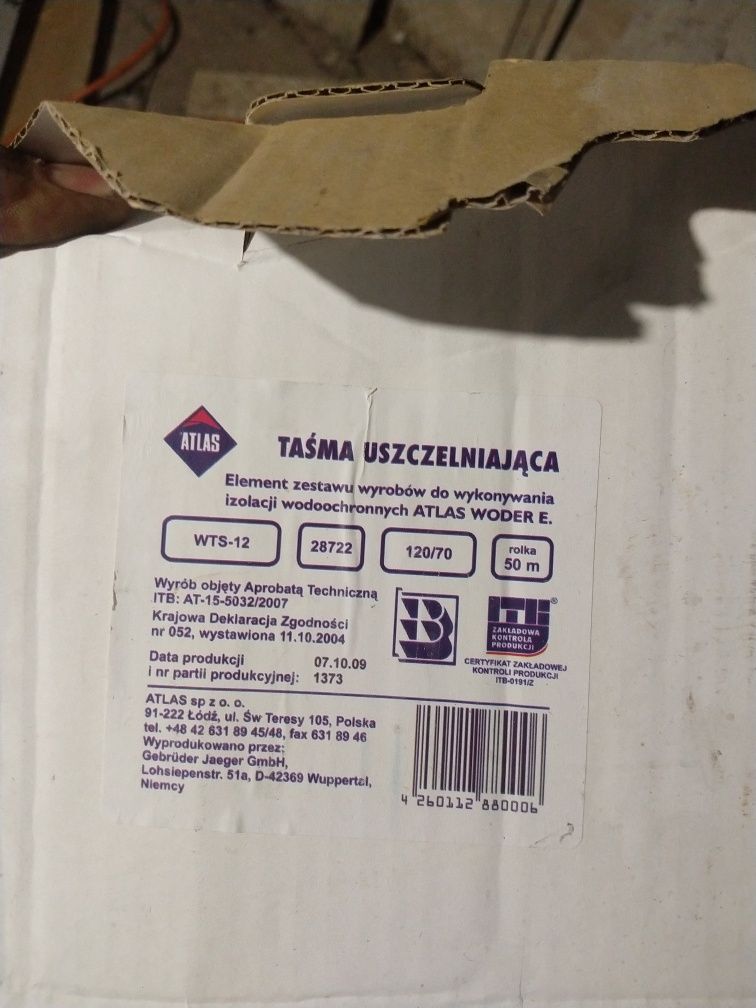 ATLAS
TAŚMA USZCZELNIAJĄCA
Element zestawu wyrobów do wykonywania
izolacji wodoochronnych ATLAS WODER E.
WTS-12
28722
120/70
rolka
50 m
Wyrób objęty Aprobatą Techniczną
ITB: AT-15-5032/2007
Krajowa Deklaracja Zgodności
nr 052, wystawiona 11.10.2004
B
ITB®
ZAKŁADOWA
KONTROLA
PRODUKCJI
CERTYFIKAT ZAKŁADOWEJ
KONTROLI PRODUKCJI
ITB-0191/Z
Data produkcji 07.10.09
i nr partii produkcyjnej: 1373
ATLAS sp z o. o.
91-222 Łódź, ul. Św Teresy 105, Polska
tel. +48 42 631 89 45/48, fax 631 89 46
Wyprodukowano przez:
Gebrüder Jaeger GmbH,
Lohsiepenstr. 51a, D-42369 Wuppertal,
Niemcy
4 260112 880006